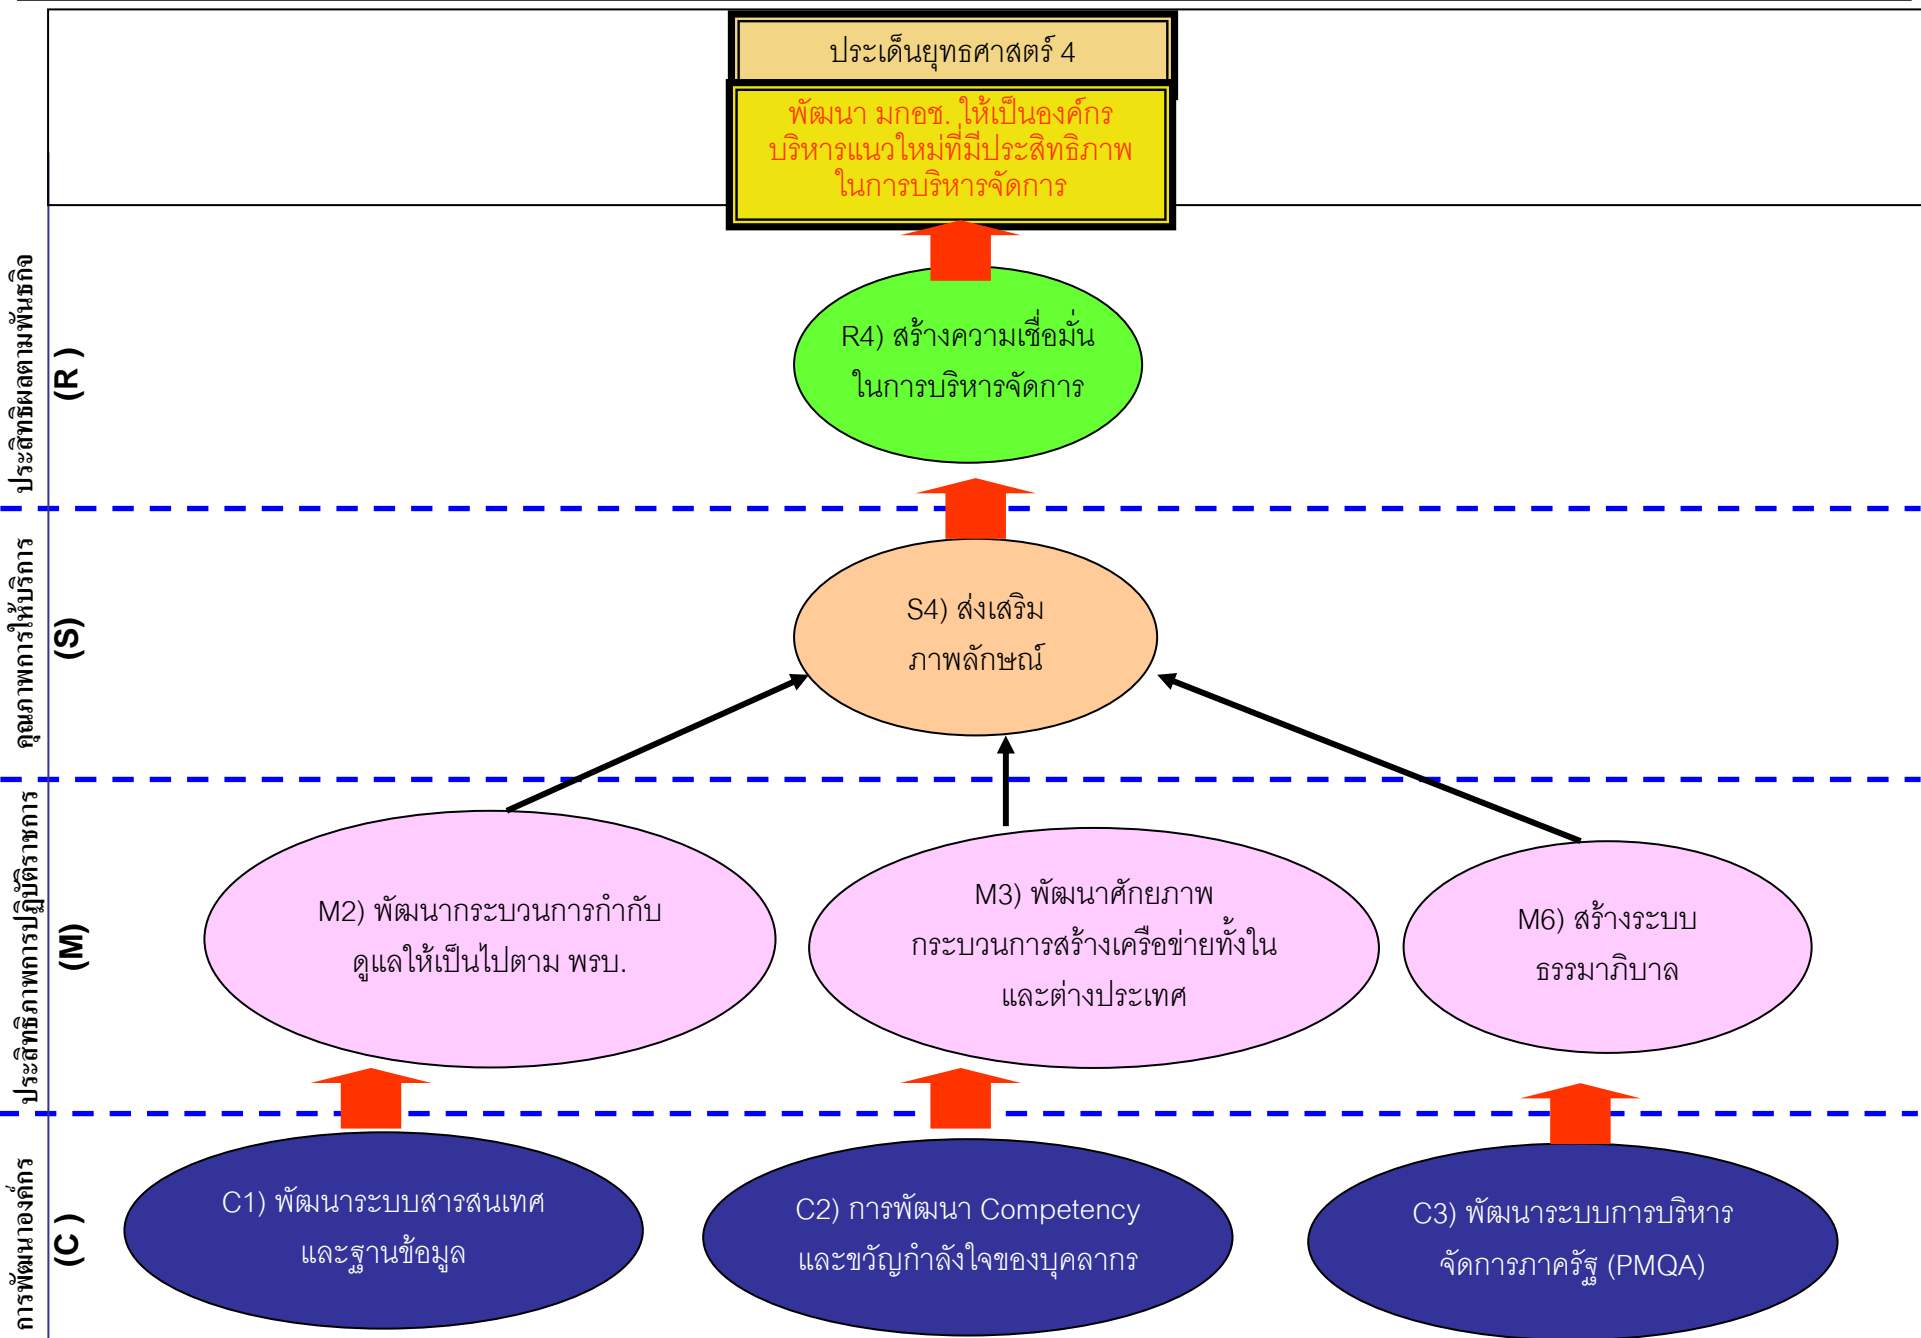 ประเด็นยุทธศาสตร์ 4
พัฒนา มกอช. ให้เป็นองค์กร
บริหารแนวใหม่ที่มีประสิทธิภาพ
ในการบริหารจัดการ
ประสิทธิผลตามพันธกิจ
(R )
R4) สร้างความเชื่อมั่น
ในการบริหารจัดการ
คุณภาพการให้บริการ
(S)
S4) ส่งเสริม
ภาพลักษณ์
ประสิทธิภาพการปฏิบัติราชการ
(M)
M2) พัฒนากระบวนการกำกับ
ดูแลให้เป็นไปตาม พรบ.
M3) พัฒนาศักยภาพ
กระบวนการสร้างเครือข่ายทั้งใน
และต่างประเทศ
M6) สร้างระบบ
ธรรมาภิบาล
การพัฒนาองค์กร
(C )
C1) พัฒนาระบบสารสนเทศ
และฐานข้อมูล
C2) การพัฒนา Competency
และขวัญกำลังใจของบุคลากร
C3) พัฒนาระบบการบริหาร
จัดการภาครัฐ (PMQA)